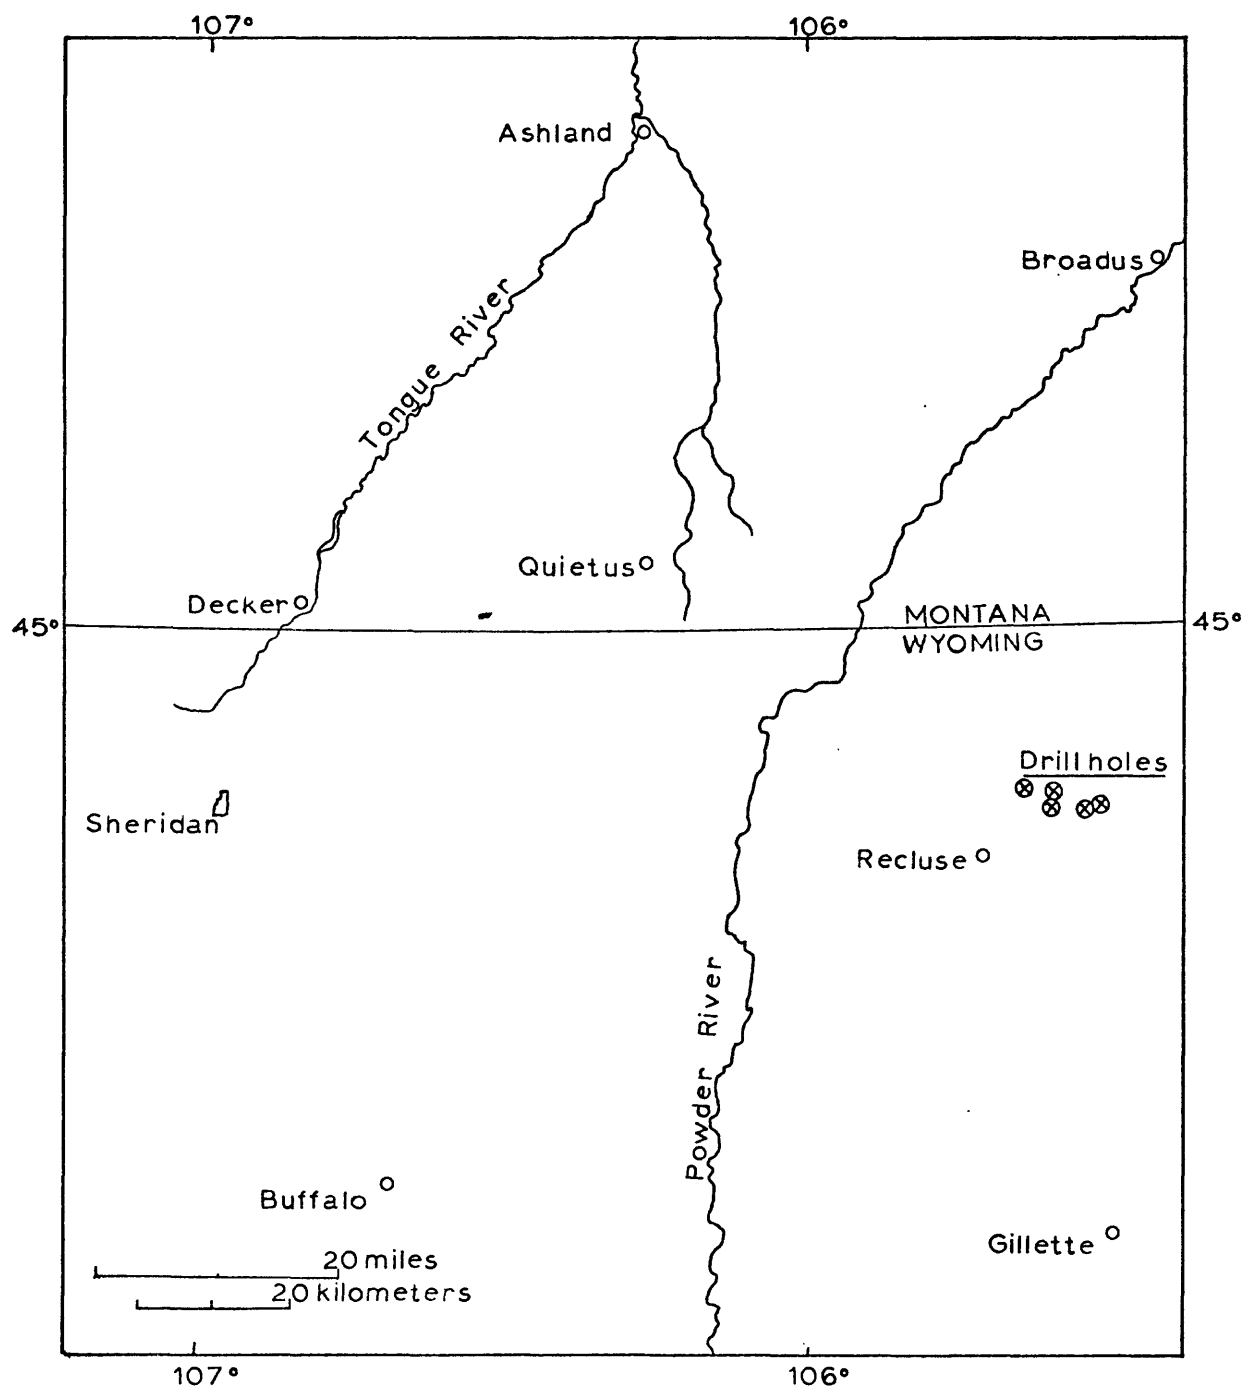 107°
106°
Ashland
Broadus
Tongue River
Quietus
Decker
45°
MONTANA
45°
WYOMING
Drill holes
Sheridan
Recluse
Powder River
Buffalo
Gillette
20 miles
20 kilometers
107°
106°